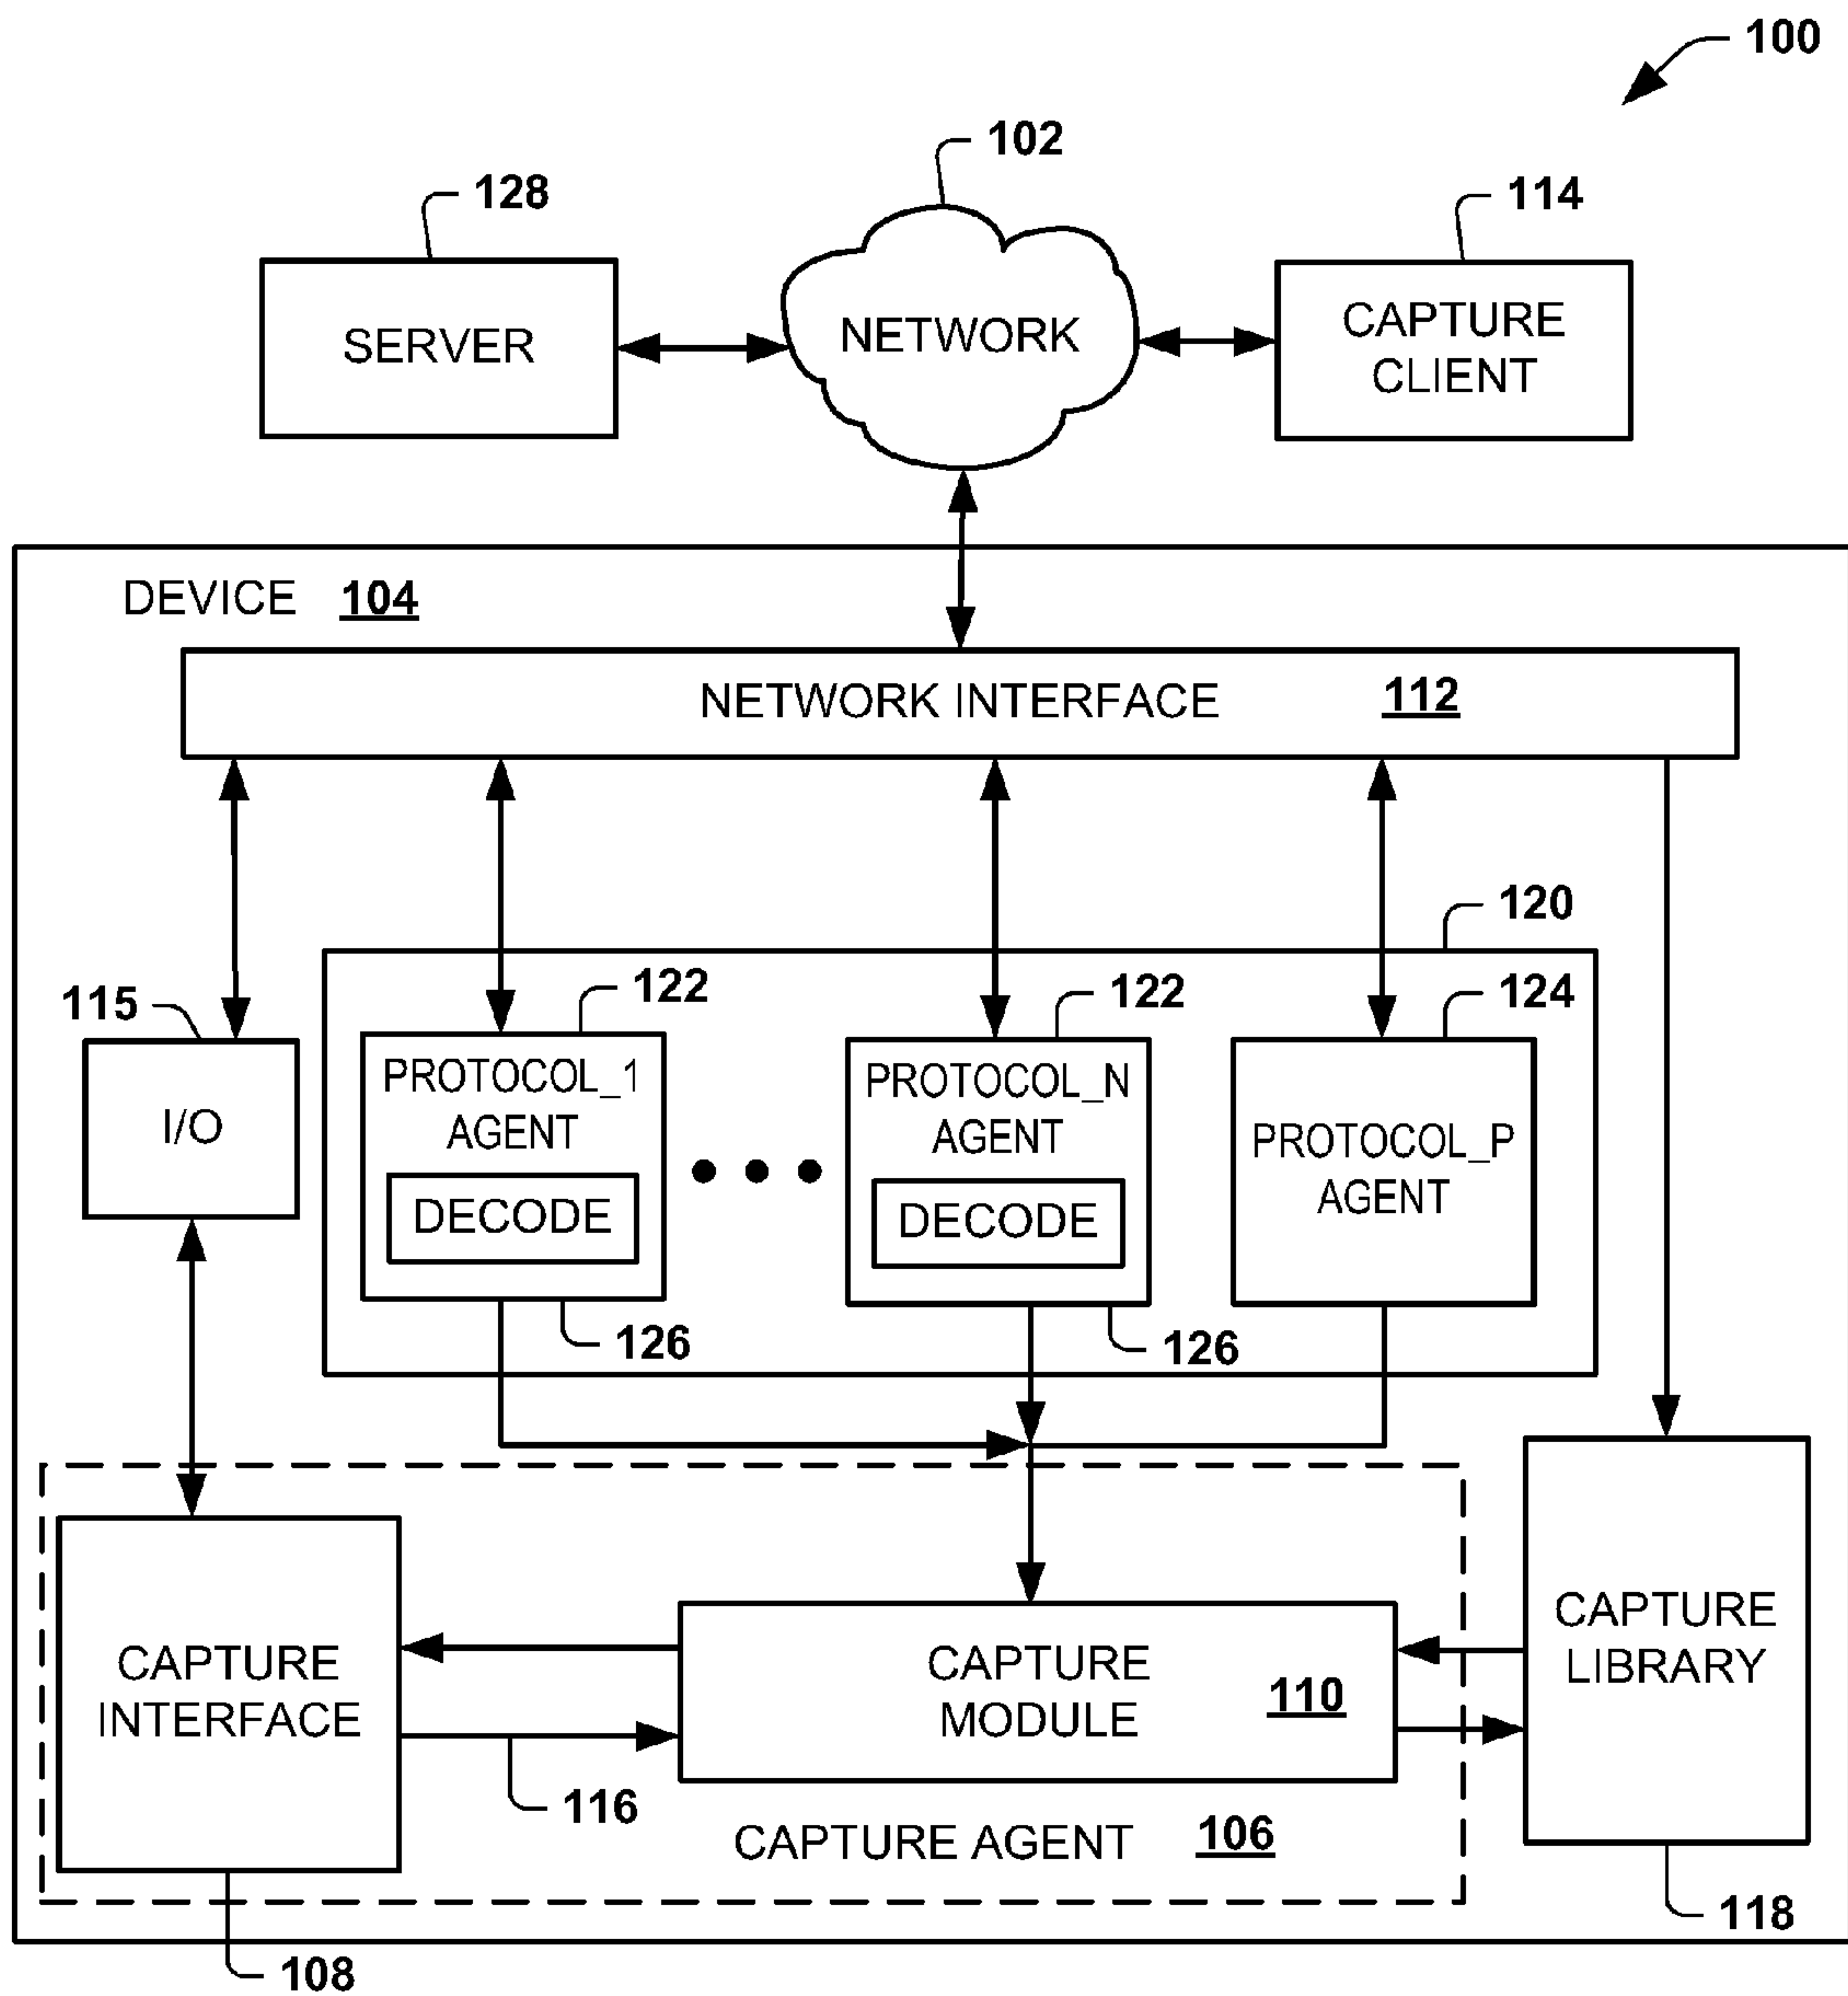 100
102
128
114
SERVER
NETWORK
CAPTURE
CLIENT
DEVICE 104
NETWORK INTERFACE 112
120
115
122
122
124
I/O
PROTOCOL_1
AGENT
DECODE
PROTOCOL_N
AGENT
DECODE
PROTOCOL_P
AGENT
126
126
CAPTURE
INTERFACE
CAPTURE
MODULE
110
CAPTURE
LIBRARY
116
CAPTURE AGENT 106
118
108